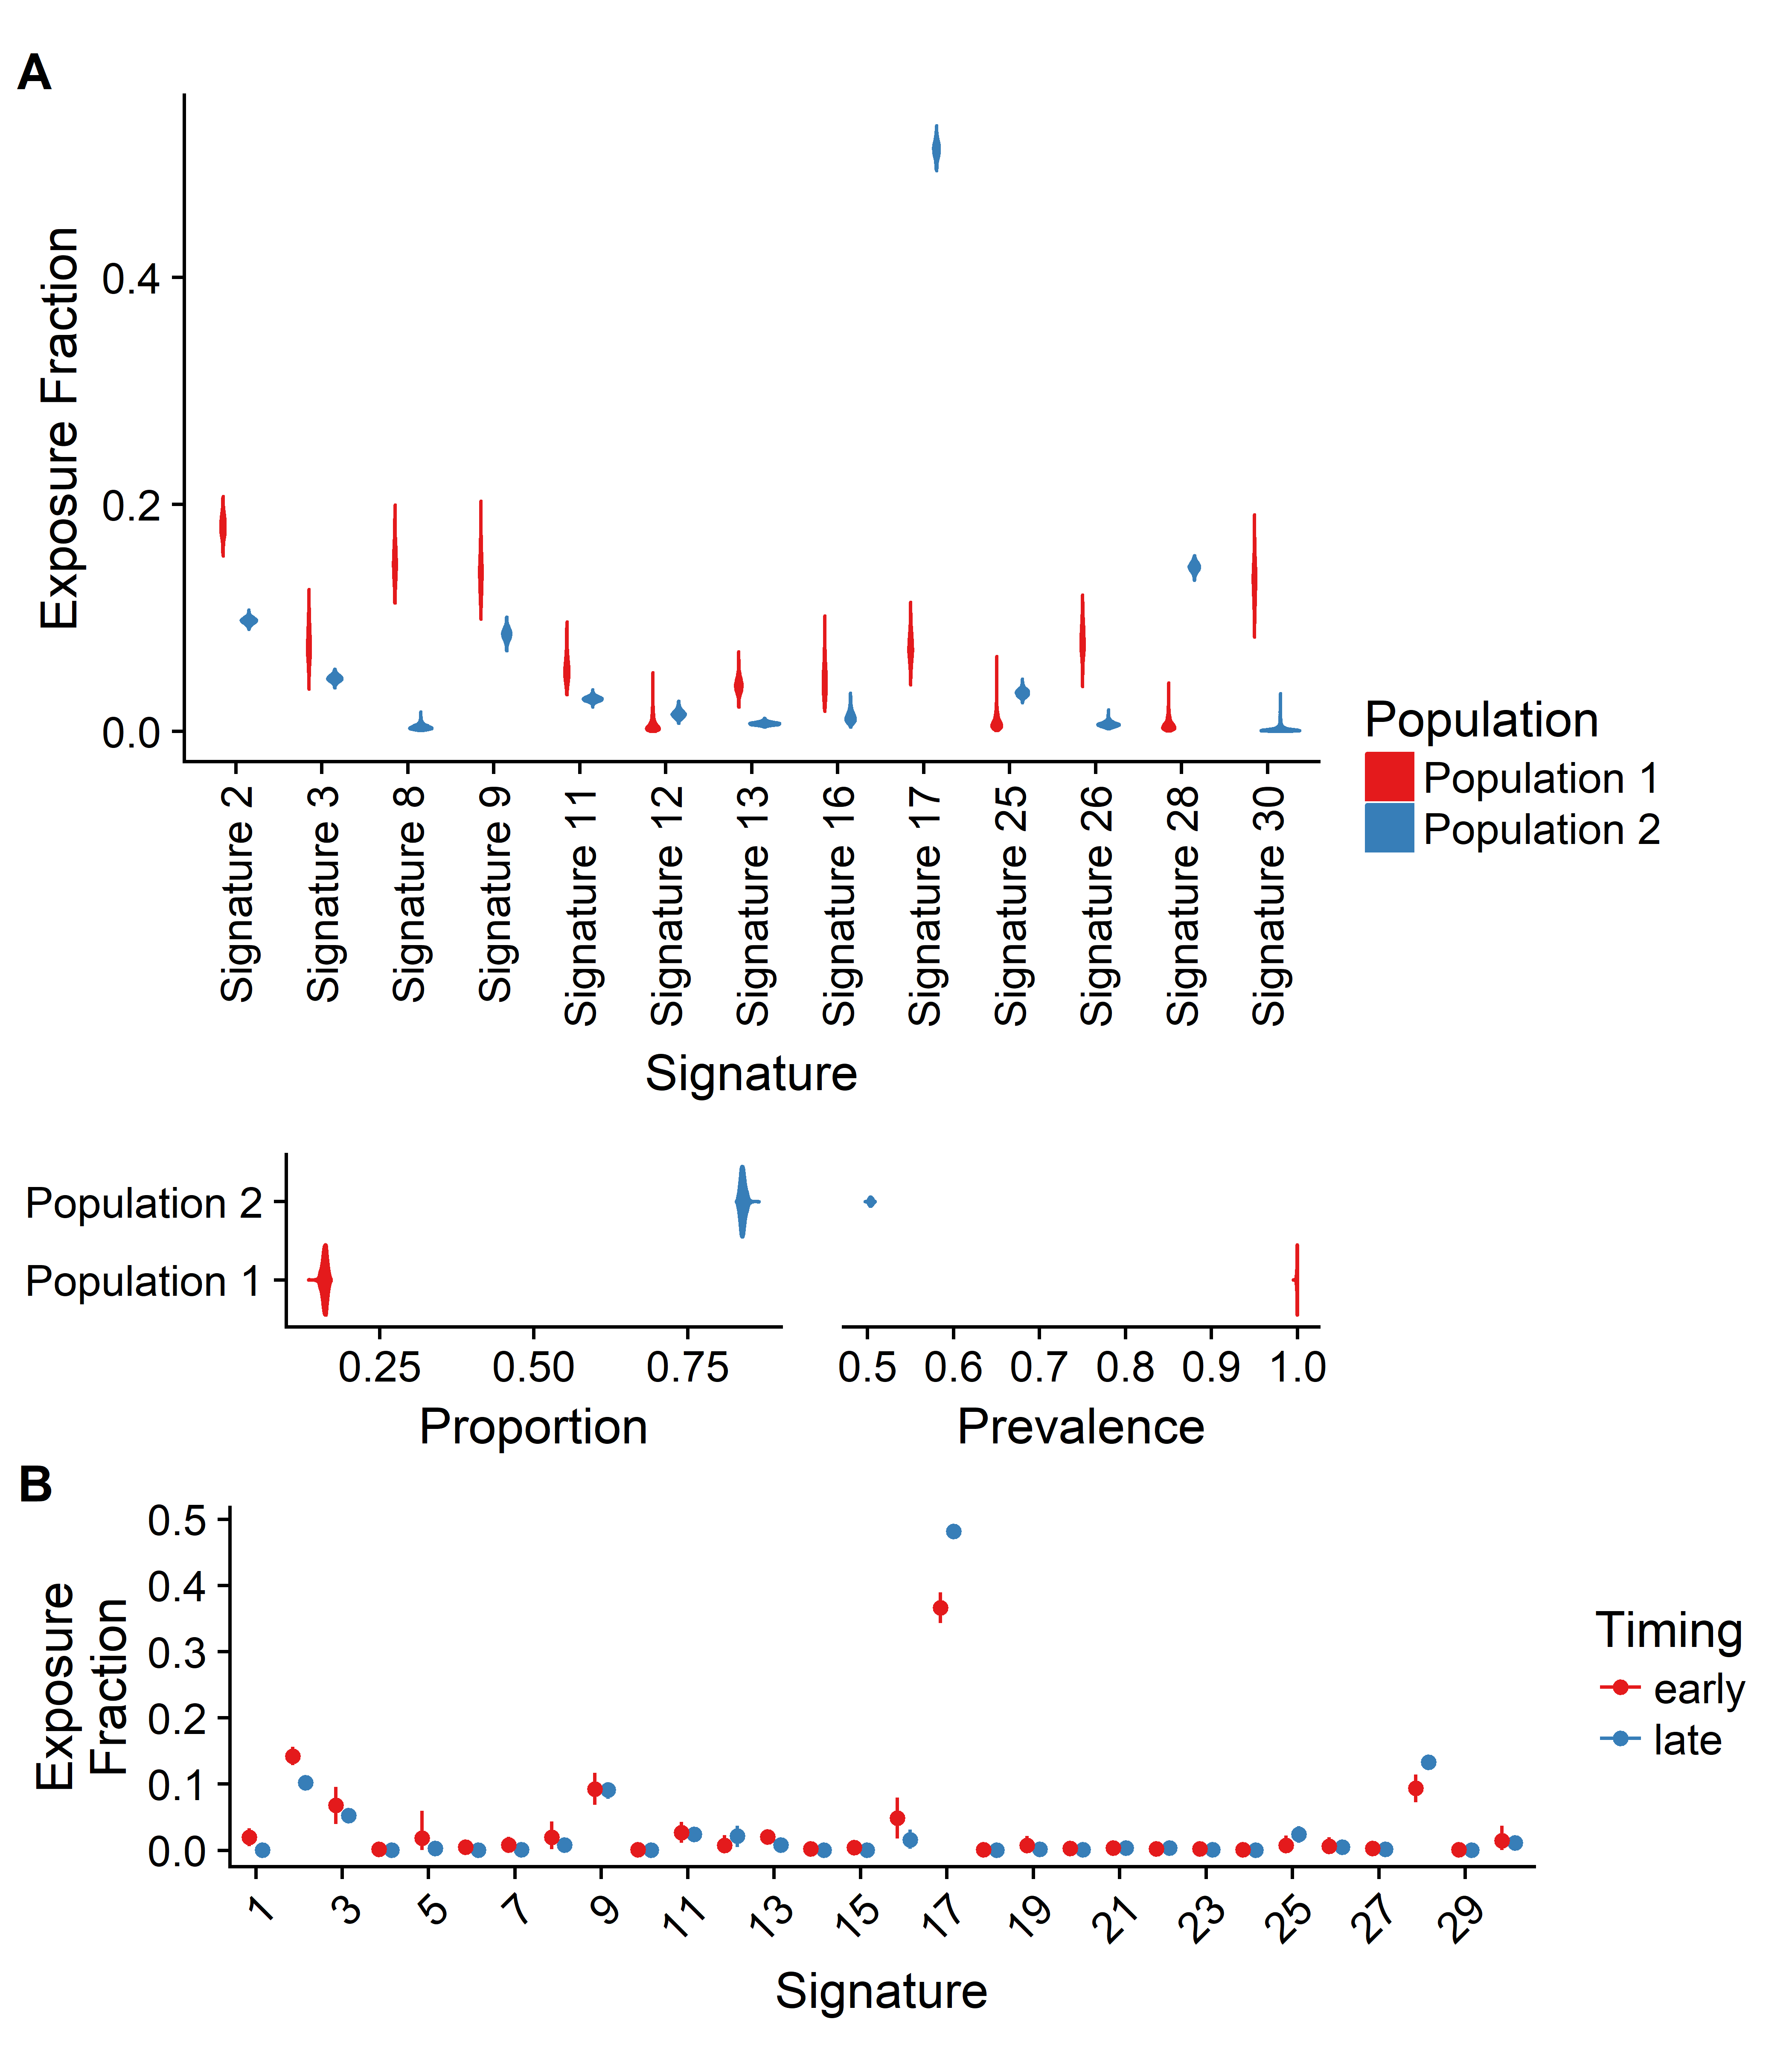 A
Exposure Fraction
0.4
0.2
0.0
Signature 2
Signature 3
Signature 8
Signature 9
Signature 11
Signature 12
Signature 13
Signature 16
Signature 17
Signature 25
Signature 26
Signature 28
Signature 30
Signature
Population
Population 1
Population 2
Population 2
Population 1
0.25 0.50 0.75
Proportion
0.5 0.6 0.7 0.8 0.9 1.0
Prevalence
B
Exposure
Fraction
0.5
0.4
0.3
0.2
0.1
0.0
1 3 5 7 9 11 13 15 17 19 21 23 25 27 29
Signature
Timing
early
late